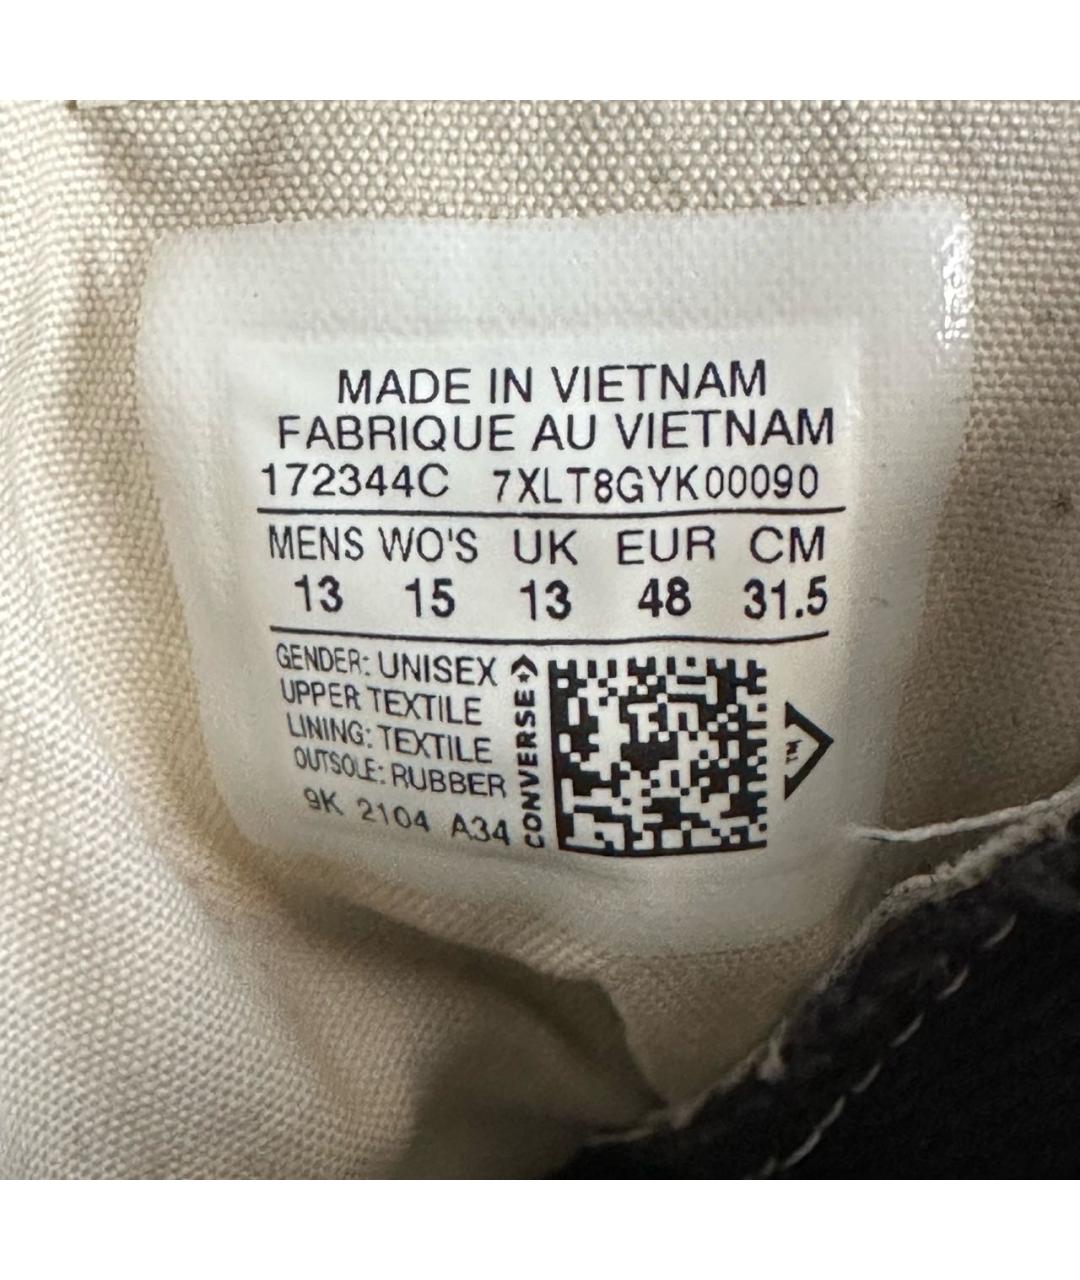 MADE IN VIETNAM
FABRIQUE AU VIETNAM
172344C 7XLT8GYK00090
MENS WO'S UK EUR CM
13 15 13 48 31.5
GENDER: UNISEX
UPPER TEXTILE
LINING: TEXTILE
OUTSOLE: RUBBER
9K 2104 A34
CONVERSE
TM